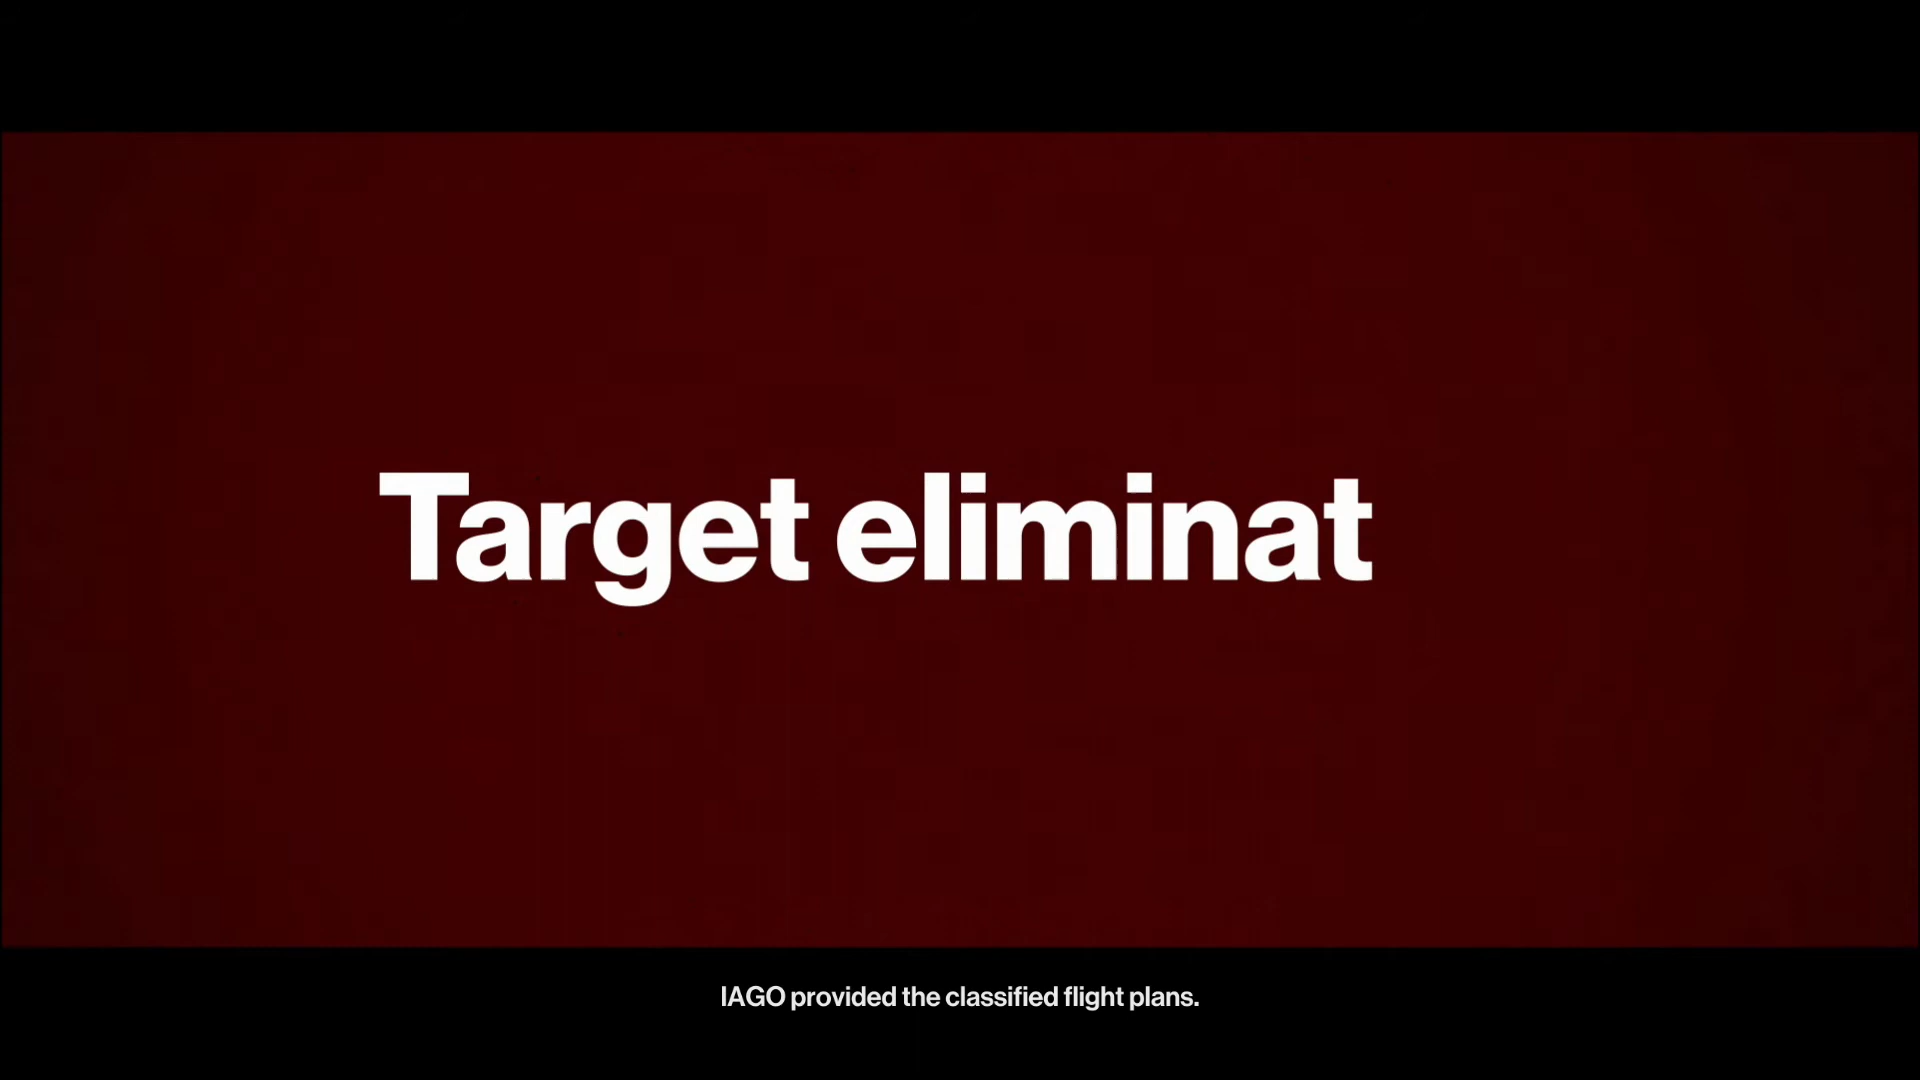 Target eliminat
IAGO provided the classified flight plans.